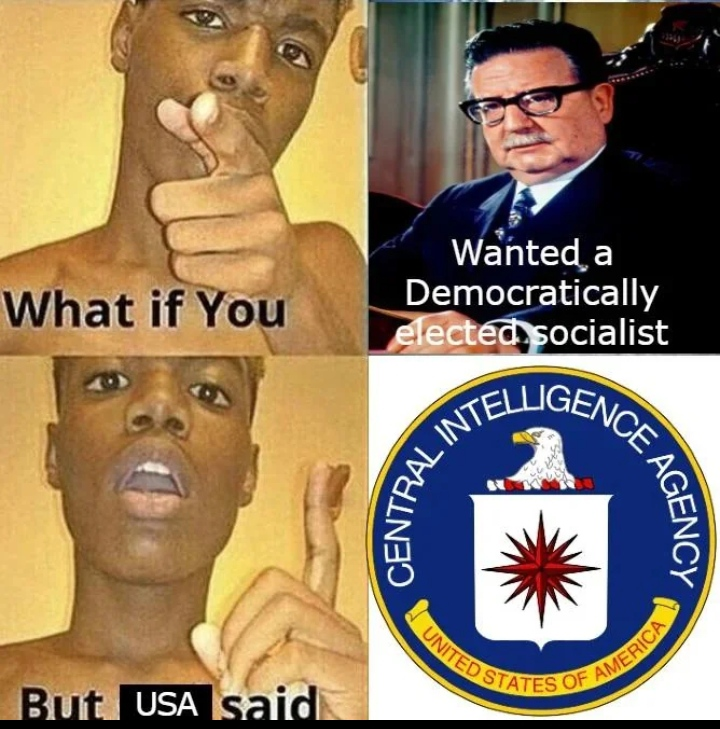 What if You
Wanted a
Democratically
elected socialist
But USA said
CENTRAL INTELLIGENCE AGENCY
UNITED STATES OF AMERICA